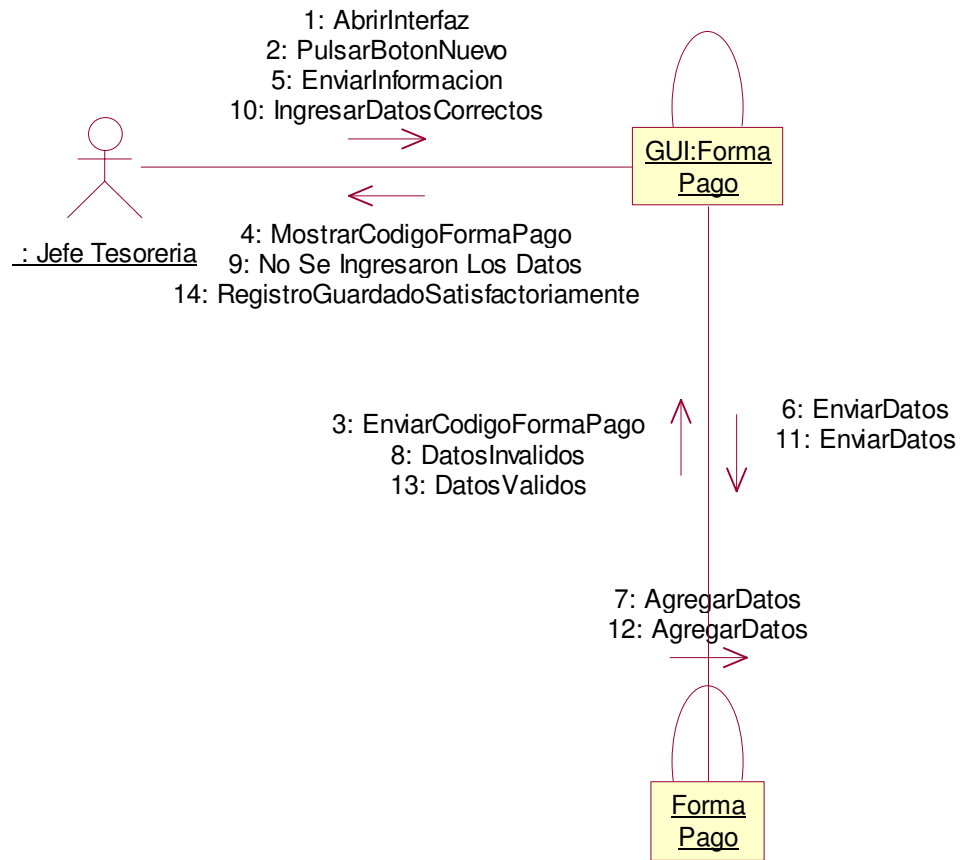 1: AbrirInterfaz
2: PulsarBotonNuevo
5: EnviarInformacion
10: IngresarDatosCorrectos
GUI:Forma
Pago
: Jefe Tesoreria
4: MostrarCodigoFormaPago
9: No Se Ingresaron Los Datos
14: RegistroGuardadoSatisfactoriamente
3: EnviarCodigoFormaPago
8: DatosInvalidos
13: DatosValidos
6: EnviarDatos
11: EnviarDatos
7: AgregarDatos
12: AgregarDatos
Forma
Pago